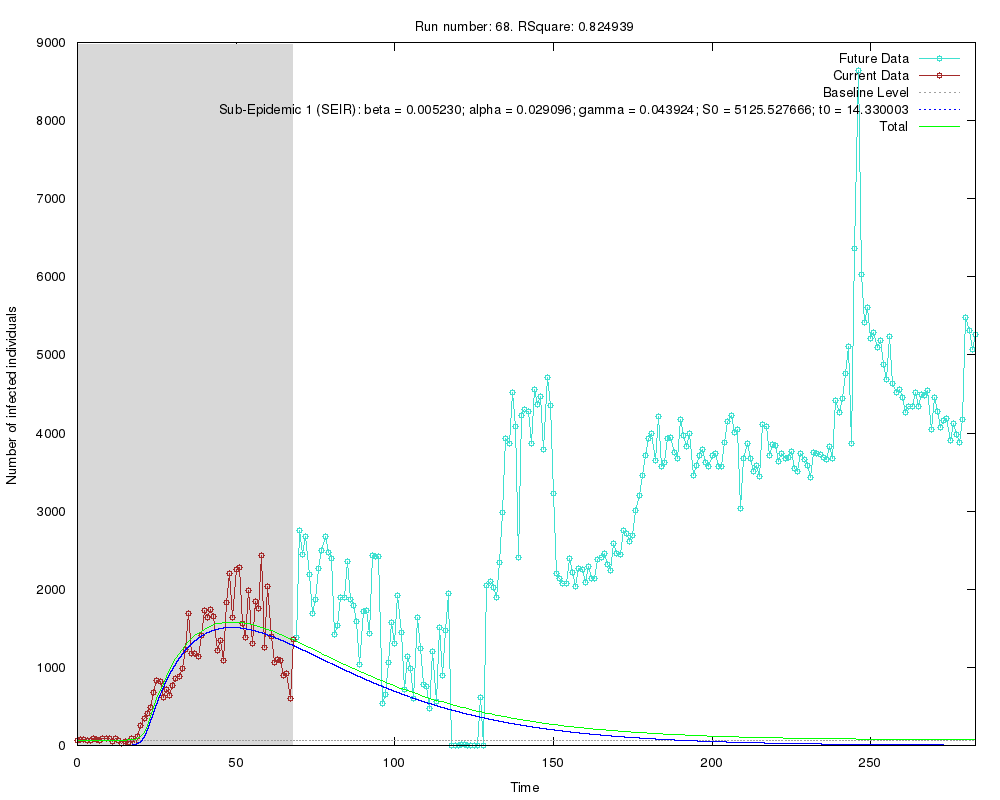 Run number: 68. RSquare: 0.824939
Future Data
Current Data
Baseline Level
Sub-Epidemic 1 (SEIR): beta = 0.005230; alpha = 0.029096; gamma = 0.043924; S0 = 5125.527666; t0 = 14.330003
Total
9000
8000
7000
6000
5000
4000
3000
2000
1000
0
Number of infected individuals
0 50 100 150 200 250
Time